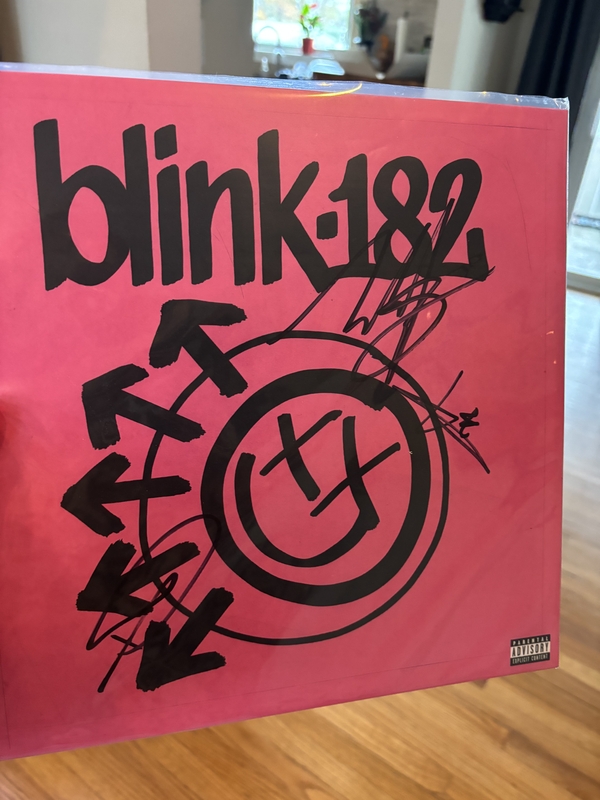 blink-182
PARENTAL
ADVISORY
EXPLICIT CONTENT